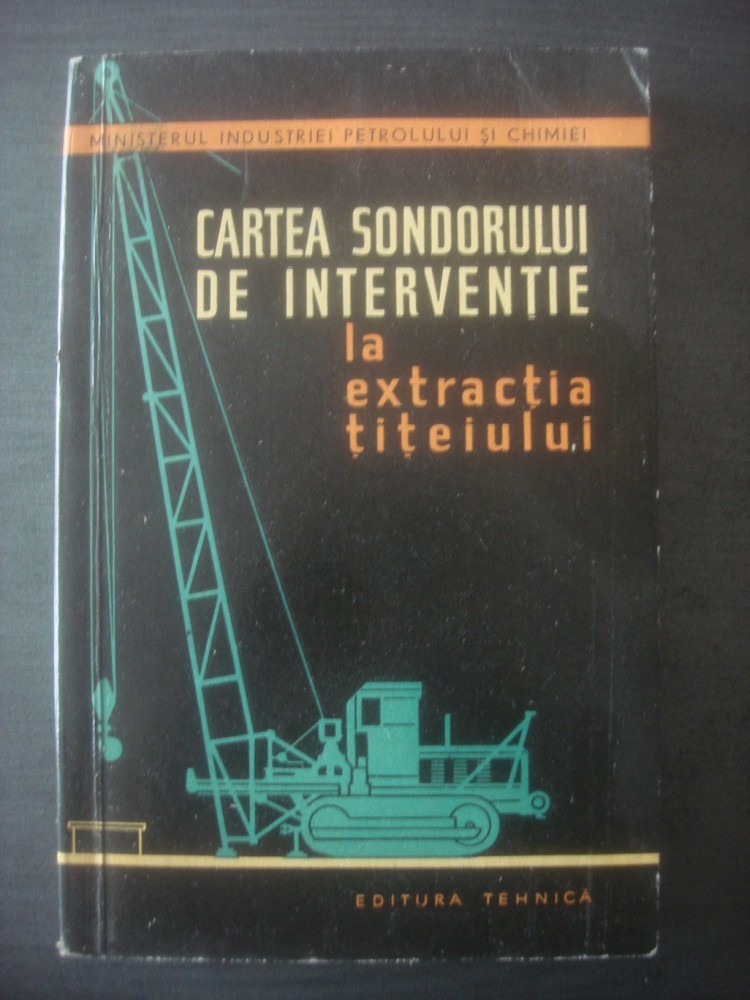 MINISTERUL INDUSTRIEI PETROLULUI ȘI CHIMIEI
CARTEA SONDORULUI
DE INTERVENȚIE
la
extracția
țițeiului
EDITURA TEHNICĂ